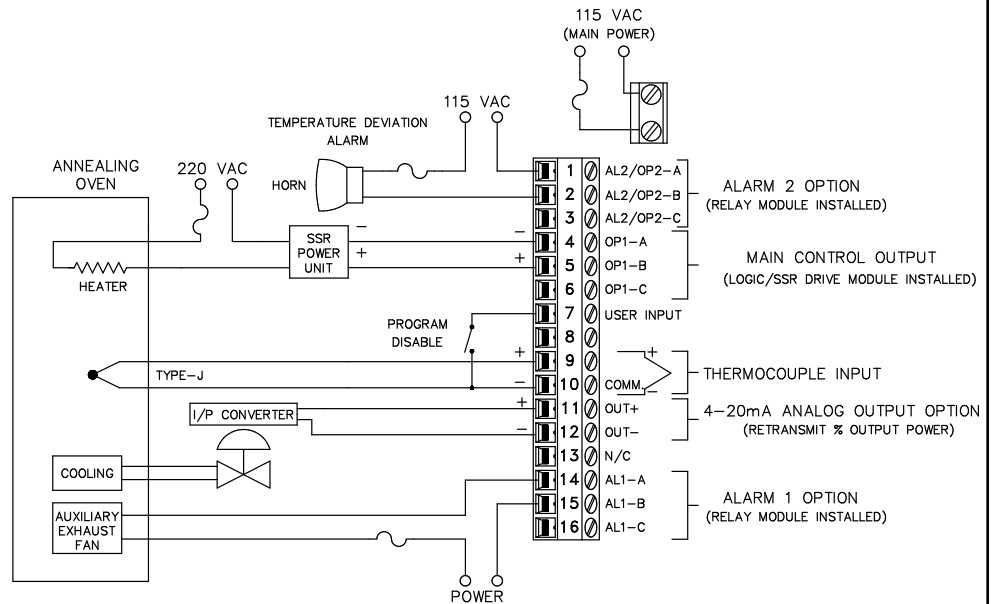 115 VAC
(MAIN POWER)
115 VAC
TEMPERATURE DEVIATION
ALARM
HORN
ANNEALING
OVEN
220 VAC
HEATER
SSR
POWER
UNIT
−
+
−
+
PROGRAM
DISABLE
TYPE-J
+
−
I/P CONVERTER
+
−
COOLING
AUXILIARY
EXHAUST
FAN
POWER
1 AL2/OP2-A
2 AL2/OP2-B
3 AL2/OP2-C
4 OP1-A
5 OP1-B
6 OP1-C
7 USER INPUT
8
9 +
10 COMM. −
11 OUT+
12 OUT-
13 N/C
14 AL1-A
15 AL1-B
16 AL1-C
ALARM 2 OPTION
(RELAY MODULE INSTALLED)
MAIN CONTROL OUTPUT
(LOGIC/SSR DRIVE MODULE INSTALLED)
THERMOCOUPLE INPUT
4-20mA ANALOG OUTPUT OPTION
(RETRANSMIT % OUTPUT POWER)
ALARM 1 OPTION
(RELAY MODULE INSTALLED)